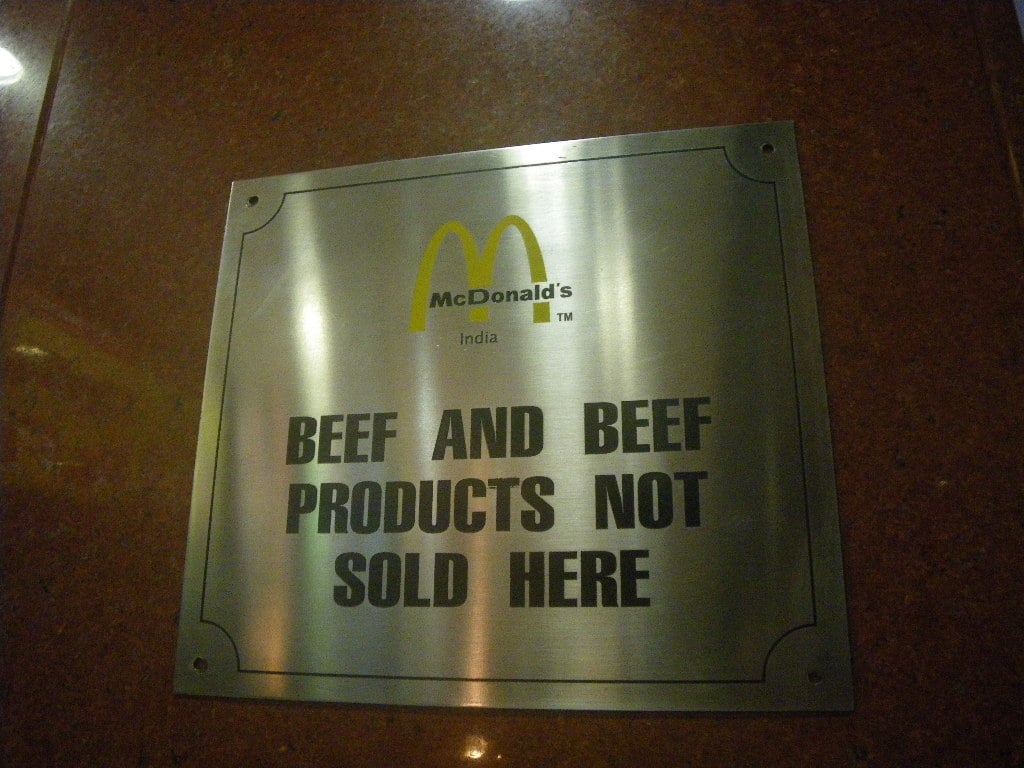 McDonald's
TM
India
BEEF AND BEEF
PRODUCTS NOT
SOLD HERE